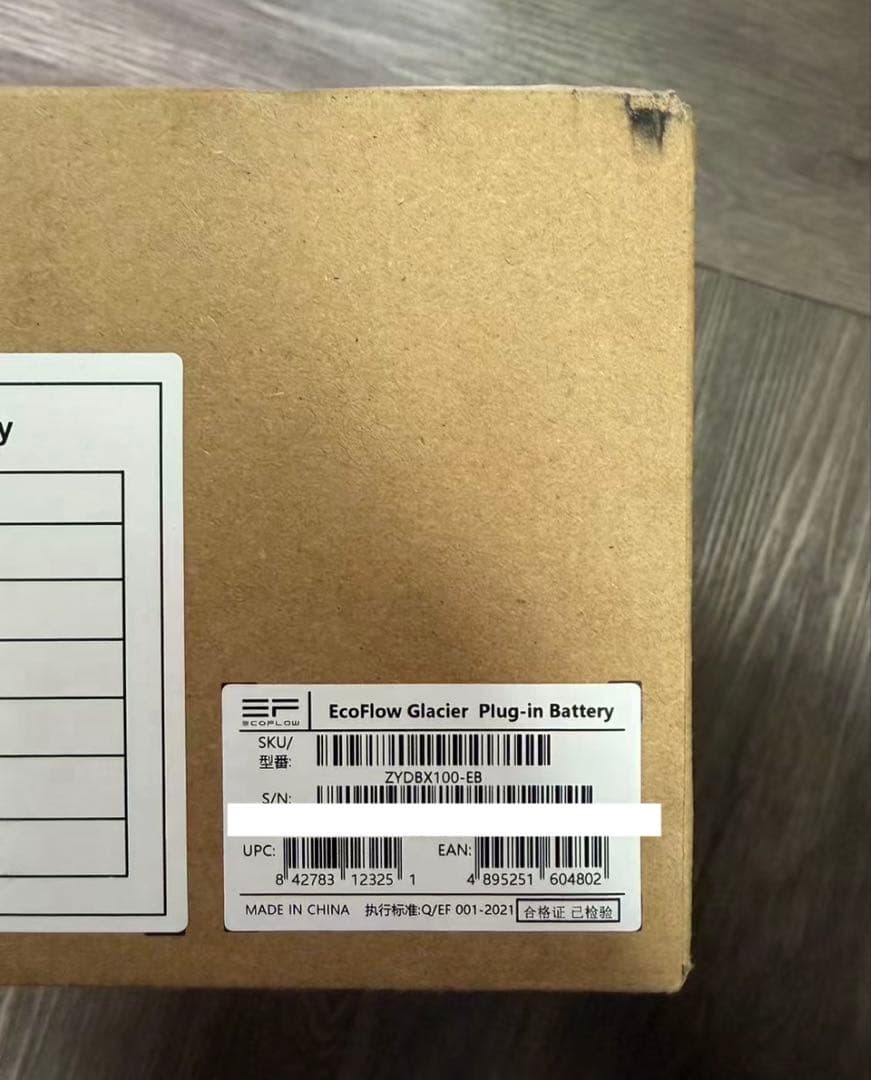 y
EF
ECOFLOW
EcoFlow Glacier Plug-in Battery
SKU/
型番:
ZYDBX100-EB
S/N:
UPC:
8 42783 12325 1
EAN:
4 895251 604802
MADE IN CHINA 执行标准:Q/EF 001-2021 合格证 已检验